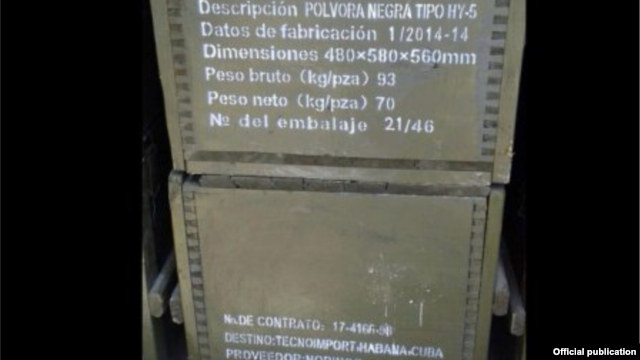 Descripción POLVORA NEGRA TIPO HY-5
Datos de fabricación 1/2014-14
Dimensiones 480×580×560mm
Peso bruto (kg/pza) 93
Peso neto (kg/pza) 70
№ del embalaje 21/46
№.DE CONTRATO: 17-4166-98
DESTINO:TECNOIMPORT-HABANA,CUBA
PROVEEDOR:
Official publication